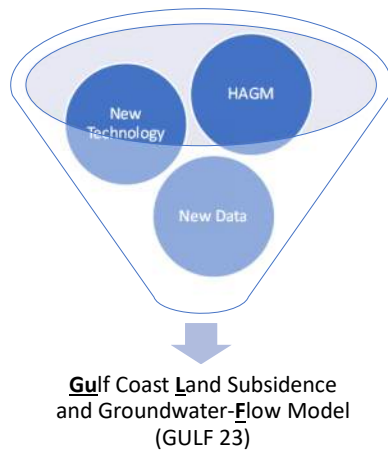 New
Technology
HAGM
New Data
Gulf Coast Land Subsidence
and Groundwater-Flow Model
(GULF 23)